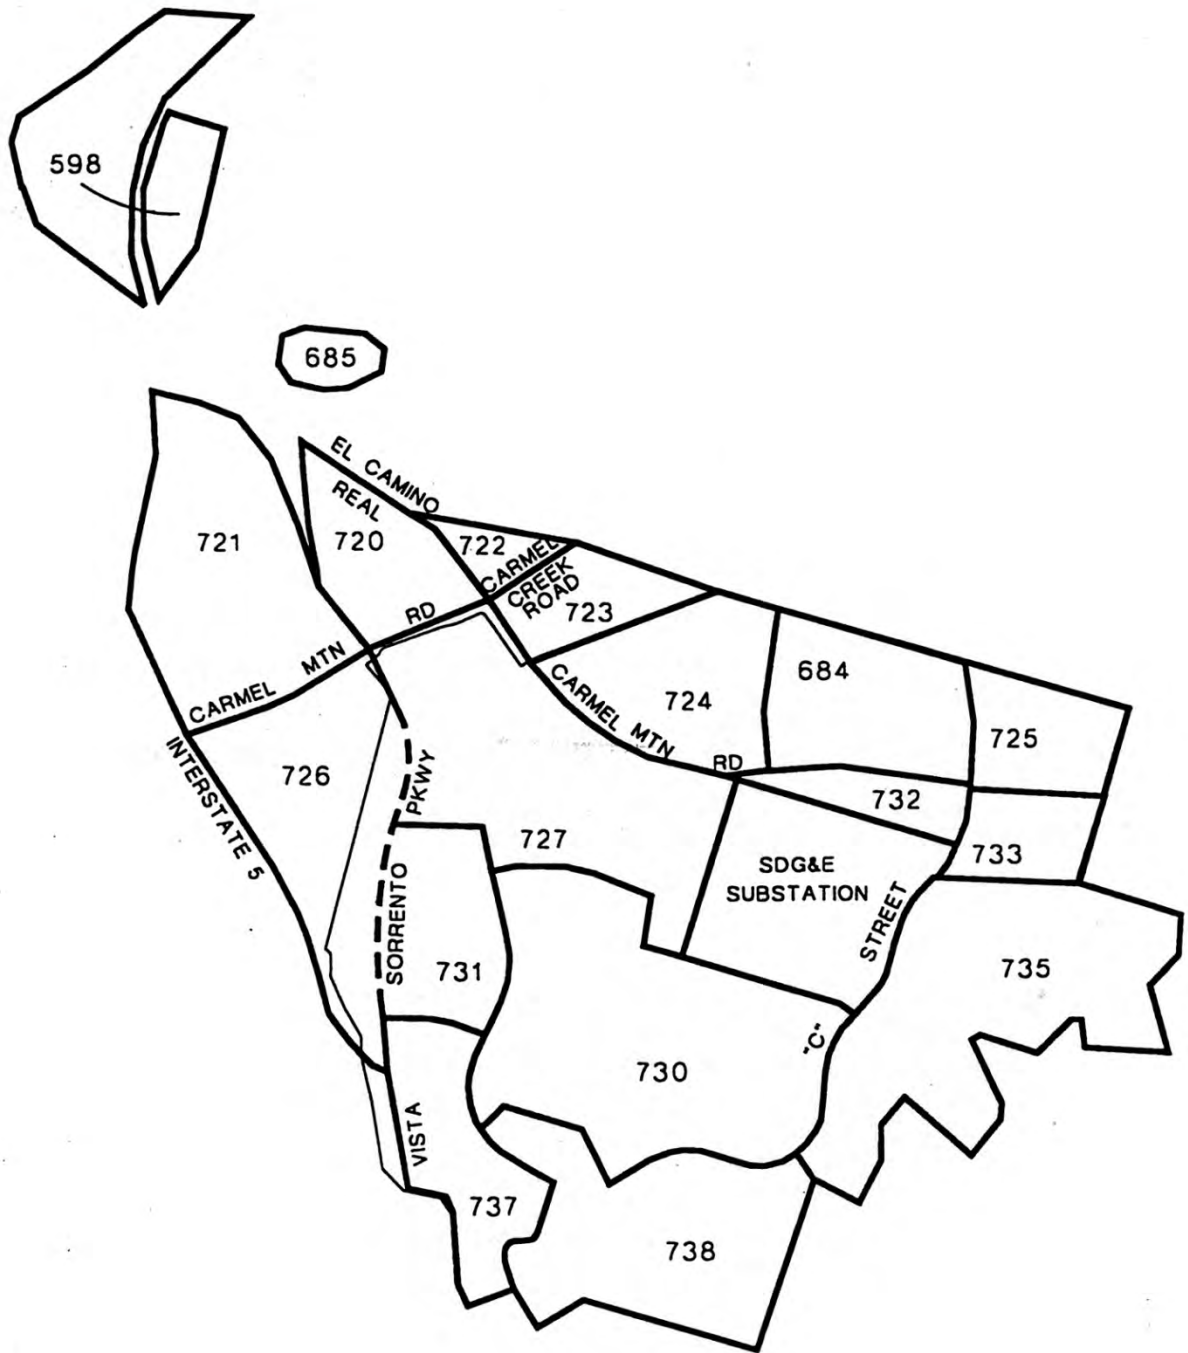 598
685
EL CAMINO
REAL
721
720
722
CARMEL
CREEK
ROAD
723
CARMEL MTN RD
684
724
CARMEL MTN RD
725
INTERSTATE 5
726
PKWY
SORRENTO
VISTA
727
732
733
SDG&E
SUBSTATION
STREET
"C"
731
735
730
737
738